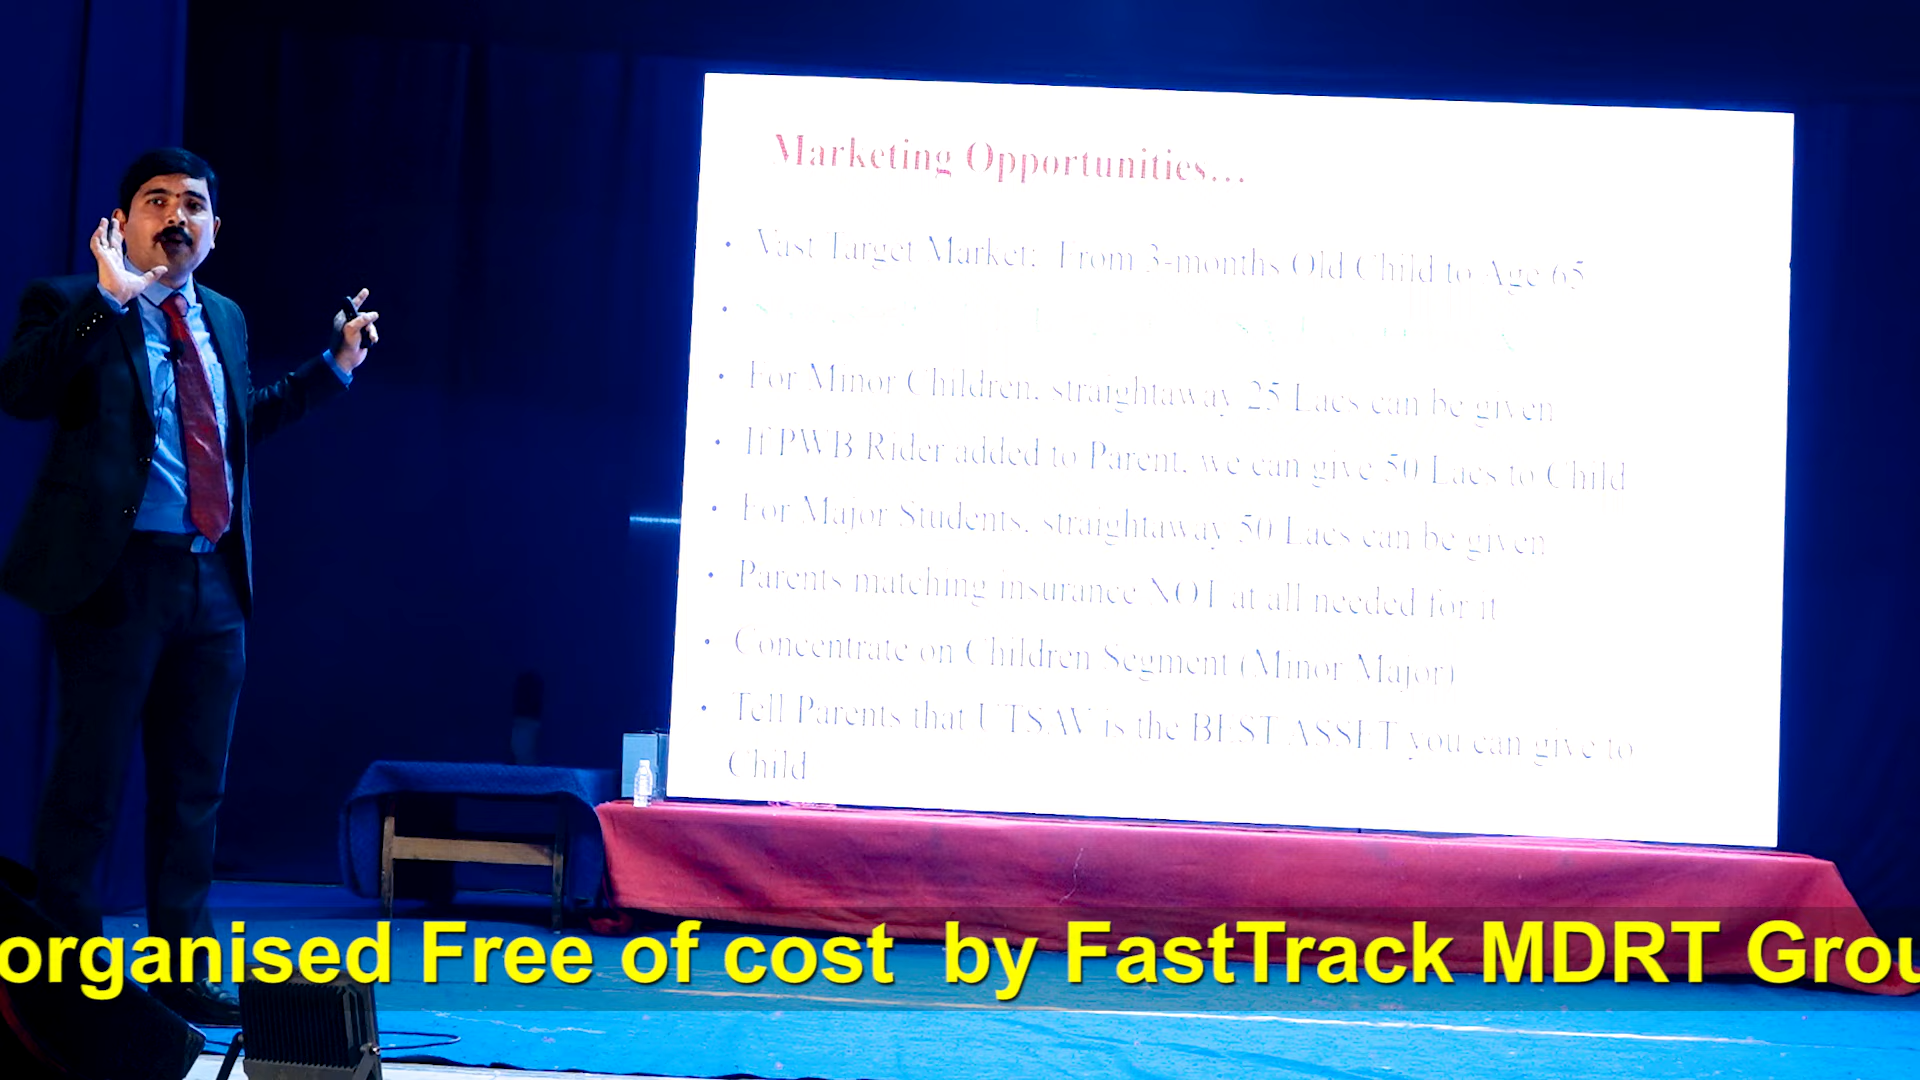 Marketing Opportunities...
• Vast Target Market: From 3-months Old Child to Age 65
• For Minor Children, straightaway 25 Lacs can be given
• If PWB Rider added to Parent, we can give 50 Lacs to Child
• For Major Students, straightaway 50 Lacs can be given
• Parents matching insurance NOT at all needed for it
• Concentrate on Children Segment (Minor Major)
• Tell Parents that UTSAV is the BEST ASSET you can give to
Child
organised Free of cost by FastTrack MDRT Grou